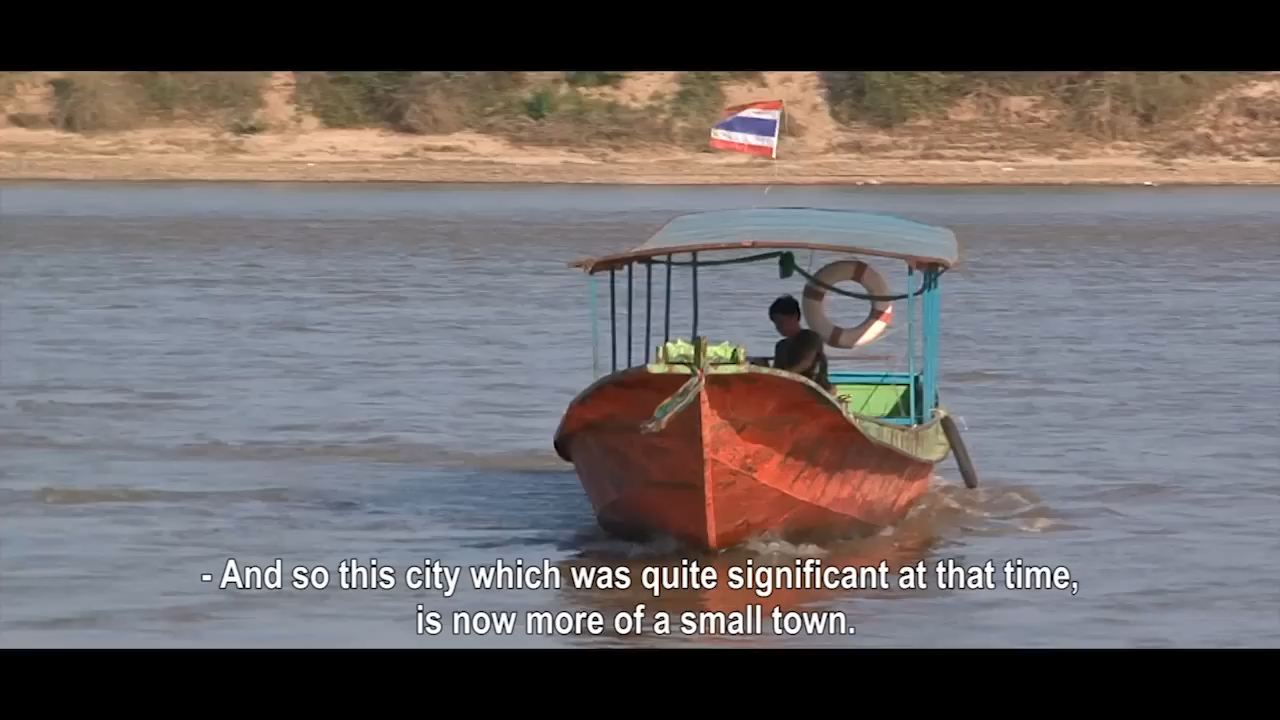 - And so this city which was quite significant at that time,
is now more of a small town.